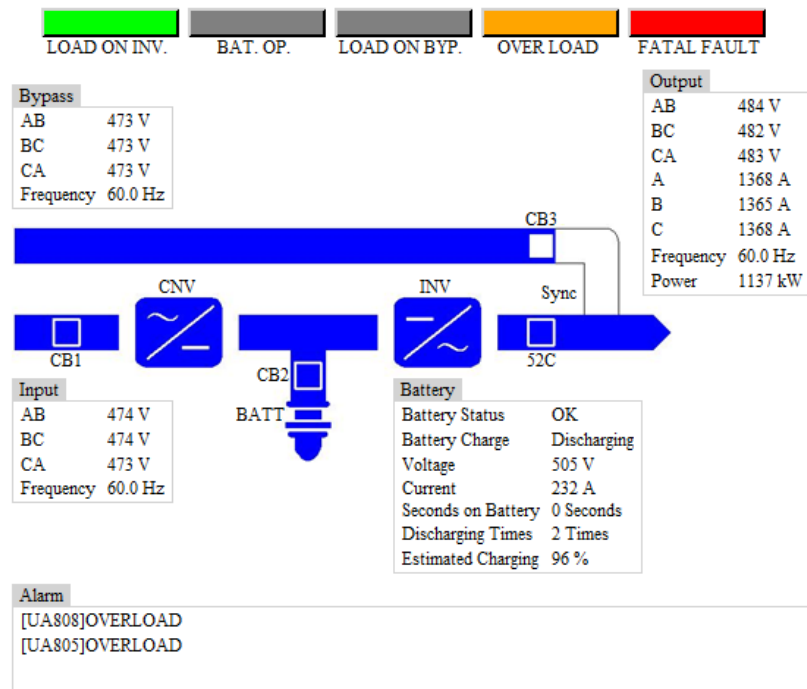 LOAD ON INV. BAT. OP. LOAD ON BYP. OVER LOAD FATAL FAULT
Bypass
AB 473 V
BC 473 V
CA 473 V
Frequency 60.0 Hz
Output
AB 484 V
BC 482 V
CA 483 V
A 1368 A
B 1365 A
C 1368 A
Frequency 60.0 Hz
Power 1137 kW
CB3
CNV INV Sync
CB1 CB2 52C
BATT
Input
AB 474 V
BC 474 V
CA 473 V
Frequency 60.0 Hz
Battery
Battery Status OK
Battery Charge Discharging
Voltage 505 V
Current 232 A
Seconds on Battery 0 Seconds
Discharging Times 2 Times
Estimated Charging 96 %
Alarm
[UA808]OVERLOAD
[UA805]OVERLOAD